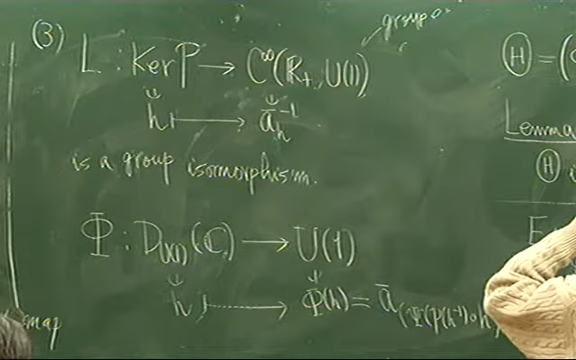 group
(3) L : Ker P → C^∞(ℝ₊, U(1))
h ↦ ā_h^{-1}
is a group isomorphism.
Φ : D_{U(1)}(ℂ) → U(1)
h ↦ Φ(h) = ā_{(Ψ(P(h^{-1})∘h
map
Ⓗ = (
Lemma
Ⓗ